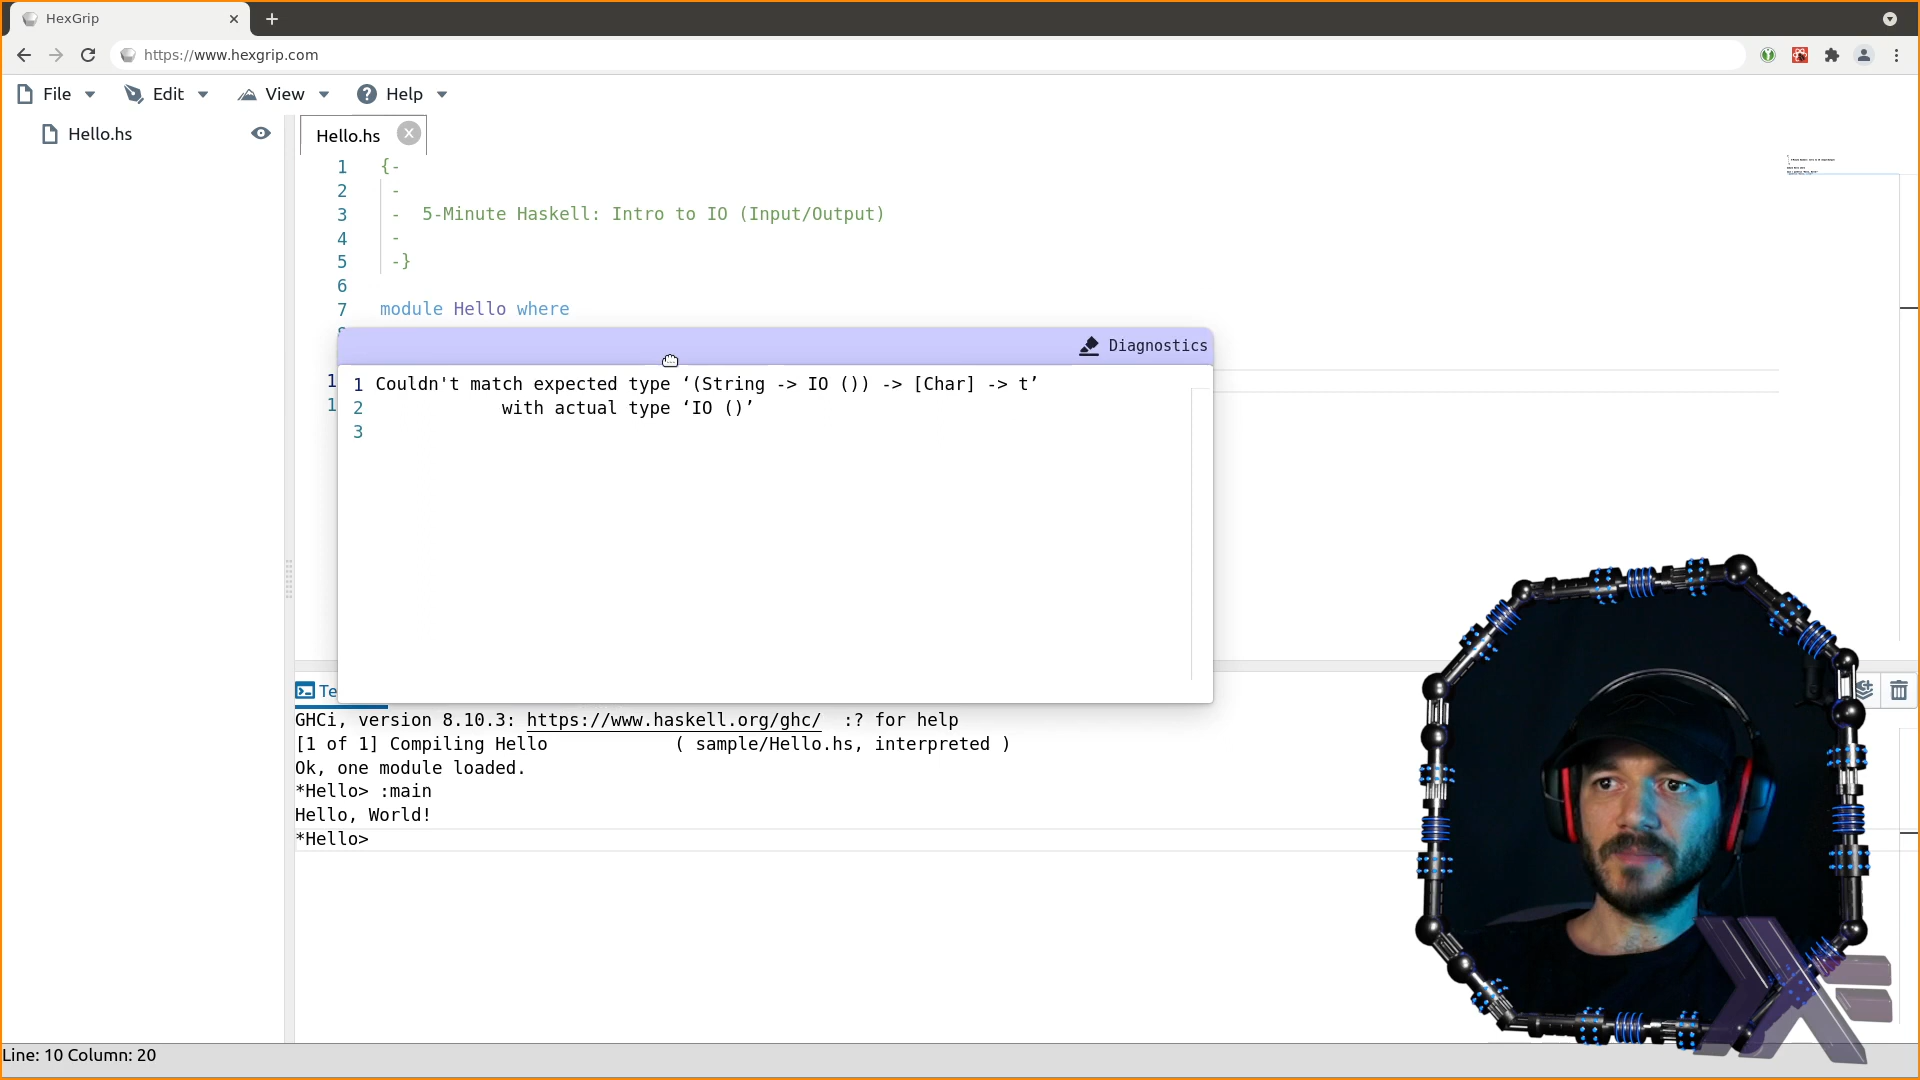 HexGrip
https://www.hexgrip.com
File
Edit
View
Help
Hello.hs
Hello.hs
1 {-
2 -
3 - 5-Minute Haskell: Intro to IO (Input/Output)
4 -
5 -}
6
7 module Hello where
Diagnostics
1 Couldn't match expected type ‘(String -> IO ()) -> [Char] -> t’
2 with actual type ‘IO ()’
3
GHCi, version 8.10.3: https://www.haskell.org/ghc/ :? for help
[1 of 1] Compiling Hello ( sample/Hello.hs, interpreted )
Ok, one module loaded.
*Hello> :main
Hello, World!
*Hello>
Line: 10 Column: 20